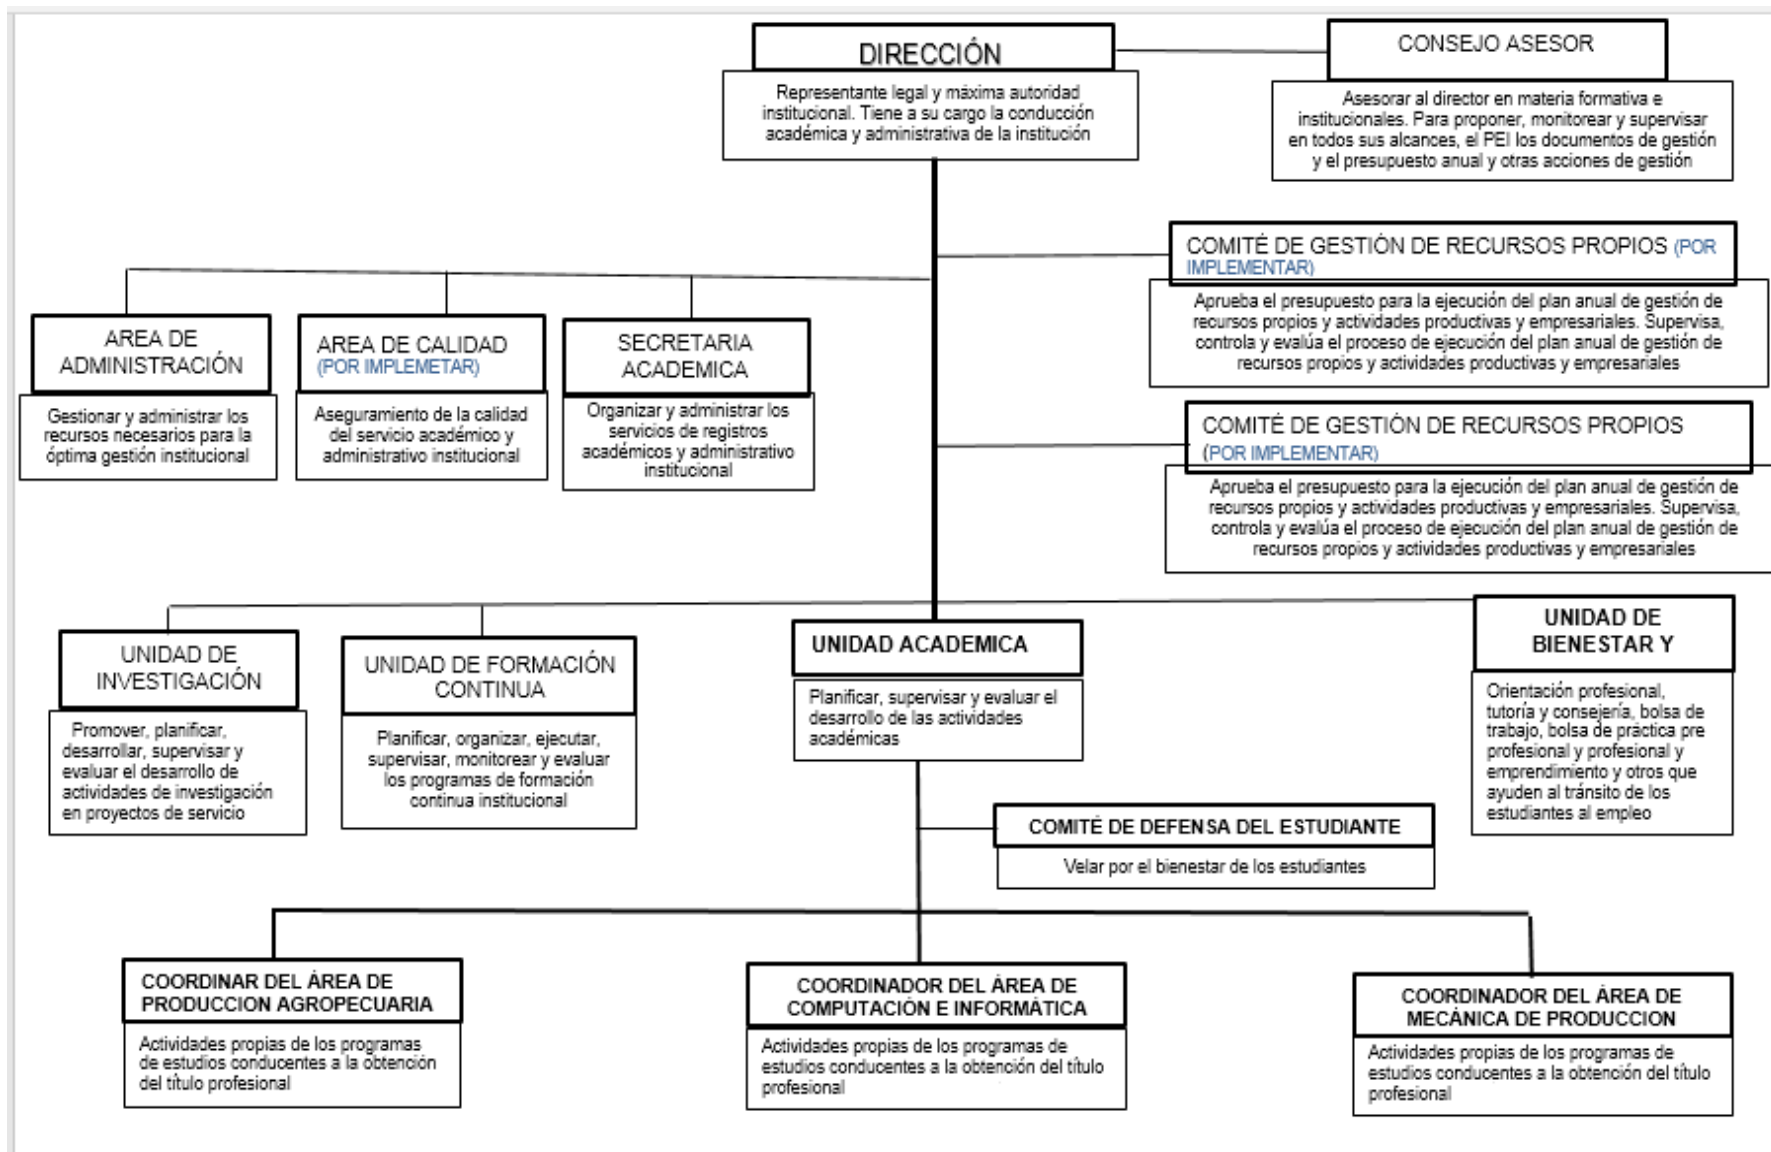 DIRECCIÓN
Representante legal y máxima autoridad
institucional. Tiene a su cargo la conducción
académica y administrativa de la institución
CONSEJO ASESOR
Asesorar al director en materia formativa e
institucionales. Para proponer, monitorear y supervisar
en todos sus alcances, el PEI los documentos de gestión
y el presupuesto anual y otras acciones de gestión
COMITÉ DE GESTIÓN DE RECURSOS PROPIOS (POR
IMPLEMENTAR)
Aprueba el presupuesto para la ejecución del plan anual de gestión de
recursos propios y actividades productivas y empresariales. Supervisa,
controla y evalúa el proceso de ejecución del plan anual de gestión de
recursos propios y actividades productivas y empresariales
AREA DE
ADMINISTRACIÓN
Gestionar y administrar los
recursos necesarios para la
óptima gestión institucional
AREA DE CALIDAD
(POR IMPLEMETAR)
Aseguramiento de la calidad
del servicio académico y
administrativo institucional
SECRETARIA
ACADEMICA
Organizar y administrar los
servicios de registros
académicos y administrativo
institucional
COMITÉ DE GESTIÓN DE RECURSOS PROPIOS
(POR IMPLEMENTAR)
Aprueba el presupuesto para la ejecución del plan anual de gestión de
recursos propios y actividades productivas y empresariales. Supervisa,
controla y evalúa el proceso de ejecución del plan anual de gestión de
recursos propios y actividades productivas y empresariales
UNIDAD DE
INVESTIGACIÓN
Promover, planificar,
desarrollar, supervisar y
evaluar el desarrollo de
actividades de investigación
en proyectos de servicio
UNIDAD DE FORMACIÓN
CONTINUA
Planificar, organizar, ejecutar,
supervisar, monitorear y evaluar
los programas de formación
continua institucional
UNIDAD ACADEMICA
Planificar, supervisar y evaluar el
desarrollo de las actividades
académicas
UNIDAD DE
BIENESTAR Y
Orientación profesional,
tutoría y consejería, bolsa de
trabajo, bolsa de práctica pre
profesional y profesional y
emprendimiento y otros que
ayuden al tránsito de los
estudiantes al empleo
COMITÉ DE DEFENSA DEL ESTUDIANTE
Velar por el bienestar de los estudiantes
COORDINAR DEL ÁREA DE
PRODUCCION AGROPECUARIA
Actividades propias de los programas
de estudios conducentes a la obtención
del título profesional
COORDINADOR DEL ÁREA DE
COMPUTACIÓN E INFORMÁTICA
Actividades propias de los programas de
estudios conducentes a la obtención del título
profesional
COORDINADOR DEL ÁREA DE
MECÁNICA DE PRODUCCION
Actividades propias de los programas de
estudios conducentes a la obtención del título
profesional